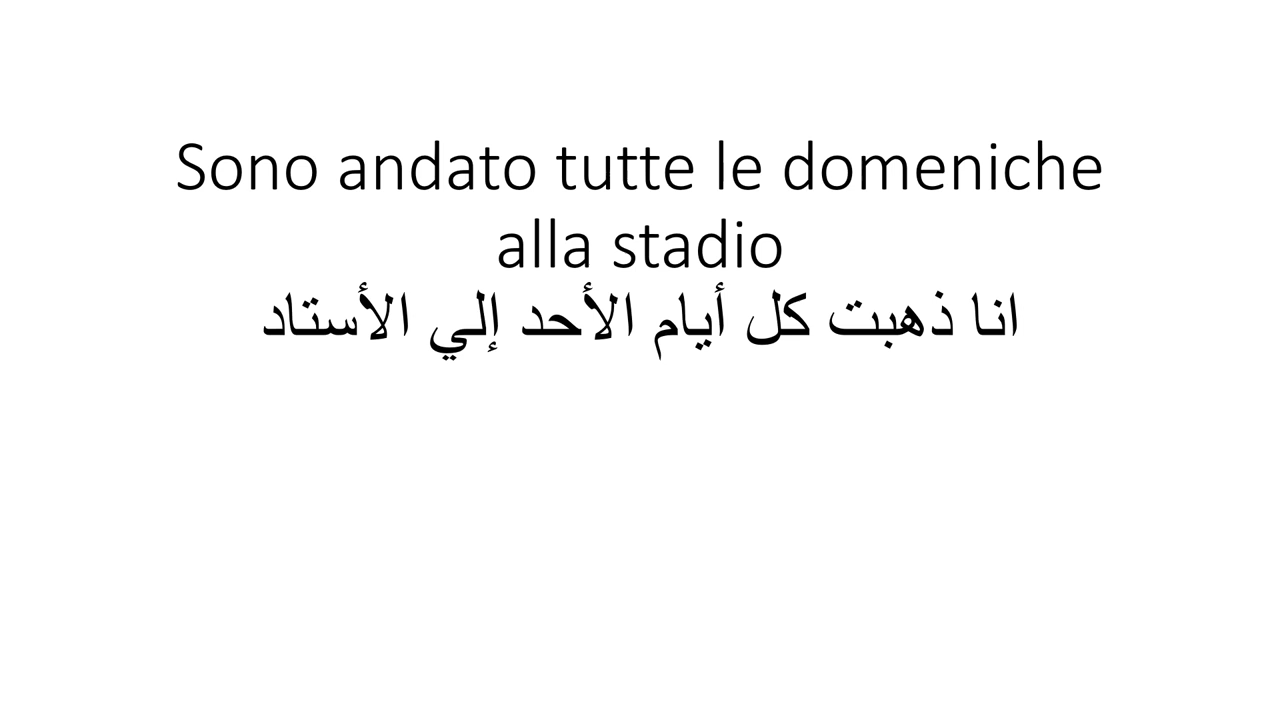 Sono andato tutte le domeniche
alla stadio
انا ذهبت كل أيام الأحد إلي الأستاد